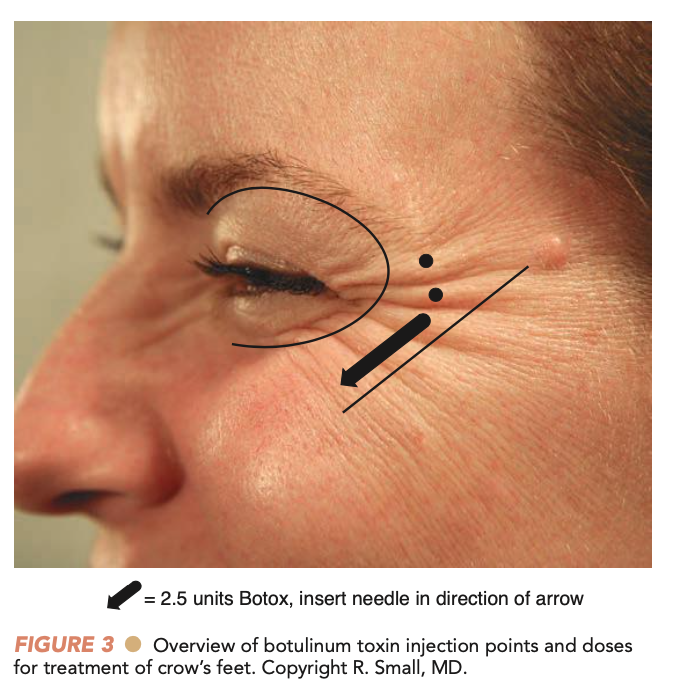 = 2.5 units Botox, insert needle in direction of arrow
FIGURE 3 ● Overview of botulinum toxin injection points and doses
for treatment of crow's feet. Copyright R. Small, MD.